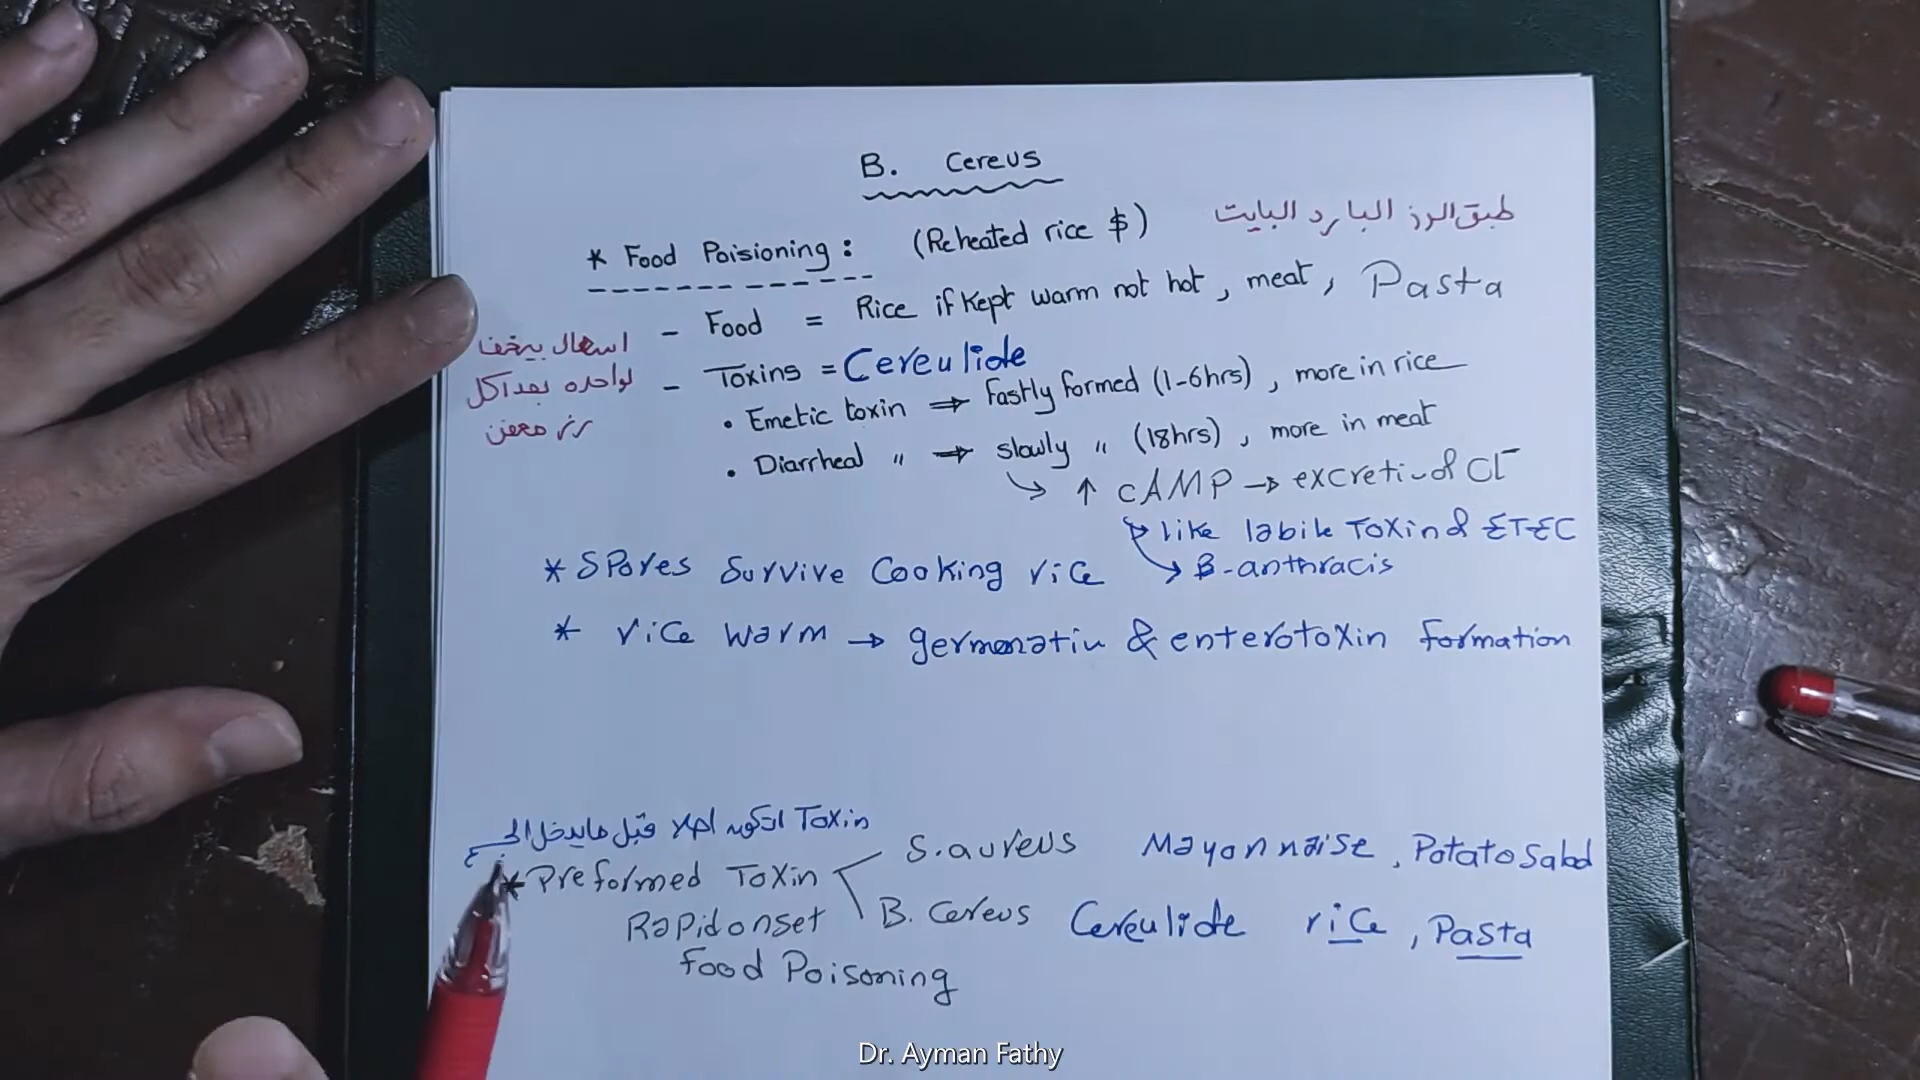 B. Cereus
* Food Poisioning : (Reheated rice $) طبق الرز البارد البايت
- Food = Rice if Kept warm not hot , meat , Pasta
اسهال بيخف
لواحده بعد اكل
رز معفن
- Toxins = Cereulide
• Emetic toxin ⇒ Fastly formed (1-6hrs) , more in rice
• Diarrheal " ⇒ slowly " (18hrs) , more in meat
↑ cAMP → excreti of Cl-
like labile Toxin of ETEC
B-anthracis
* Spores Survive Cooking rice
* rice warm → germenatin & enterotoxin formation
Toxin اتكون اصلا قبل ما يدخل
* Preformed Toxin S.aureus Mayonnaise , Potato Salad
Rapid onset B. Cereus Cereulide rice , Pasta
food Poisoning
Dr. Ayman Fathy